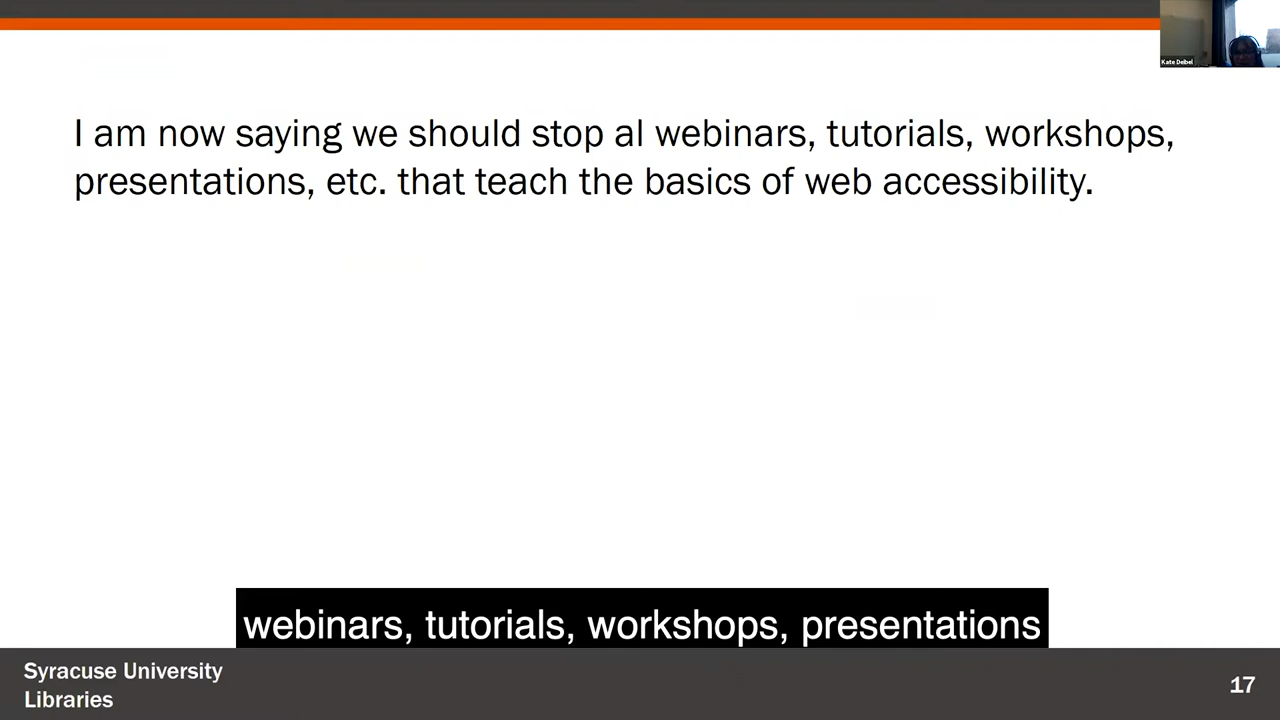 Kate Deibel
I am now saying we should stop al webinars, tutorials, workshops,
presentations, etc. that teach the basics of web accessibility.
webinars, tutorials, workshops, presentations
Syracuse University
Libraries
17